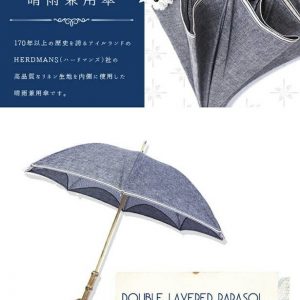 晴雨兼用傘
170年以上の歴史を誇るアイルランドの
HERDMANS(ハードマンズ)社の
高品質なリネン生地を内側に使用した
晴雨兼用傘です。
DOUBLE LAYERED PARASOL